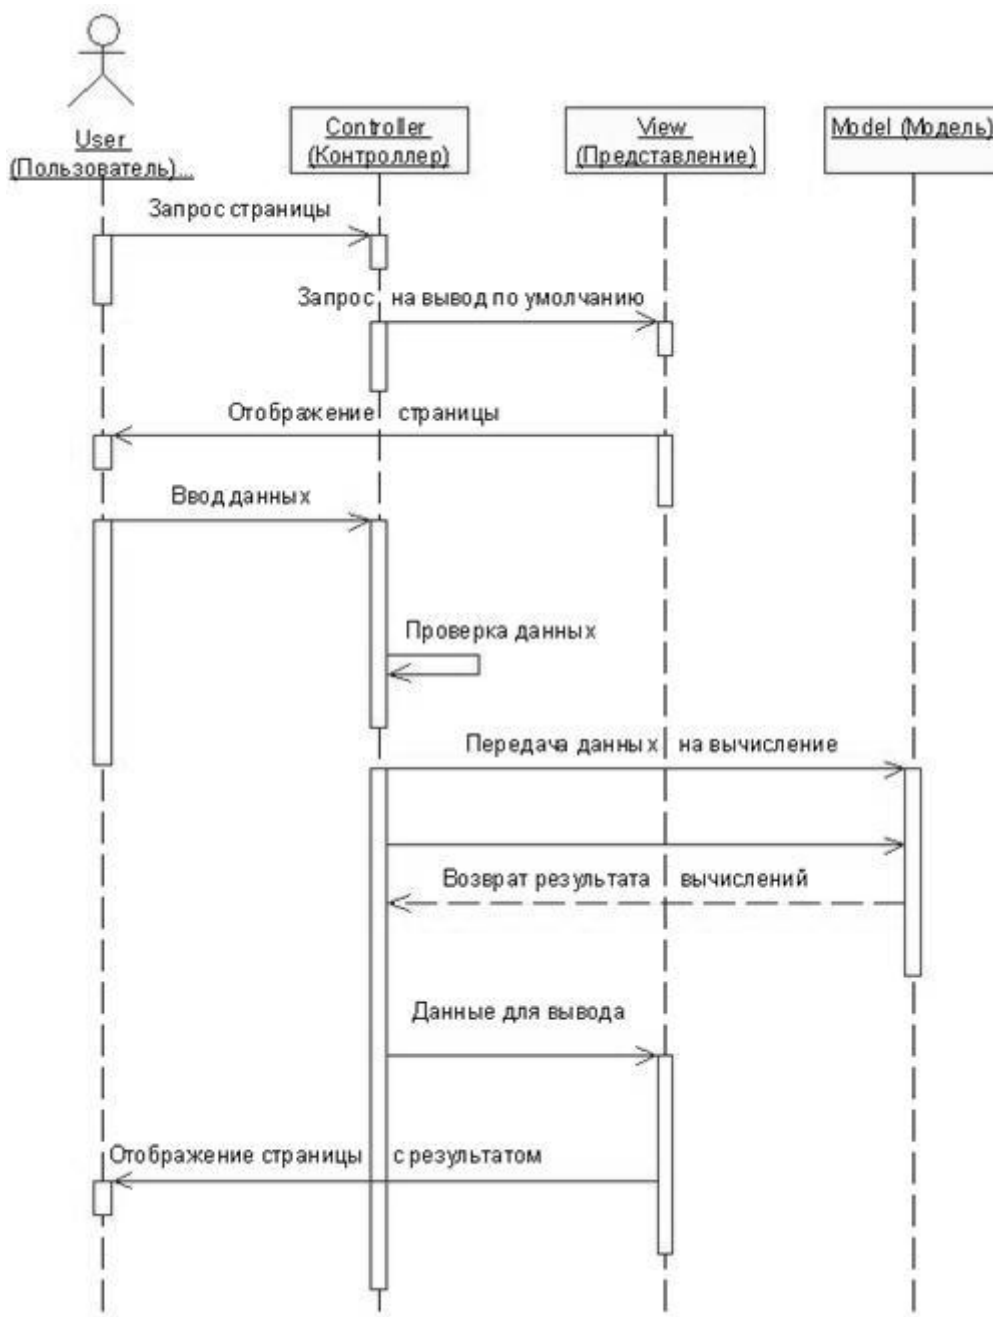 User
(Пользователь)...
Controller
(Контроллер)
View
(Представление)
Model (Модель)
Запрос страницы
Запрос на вывод по умолчанию
Отображение страницы
Ввод данных
Проверка данных
Передача данных на вычисление
Возврат результата вычислений
Данные для вывода
Отображение страницы с результатом